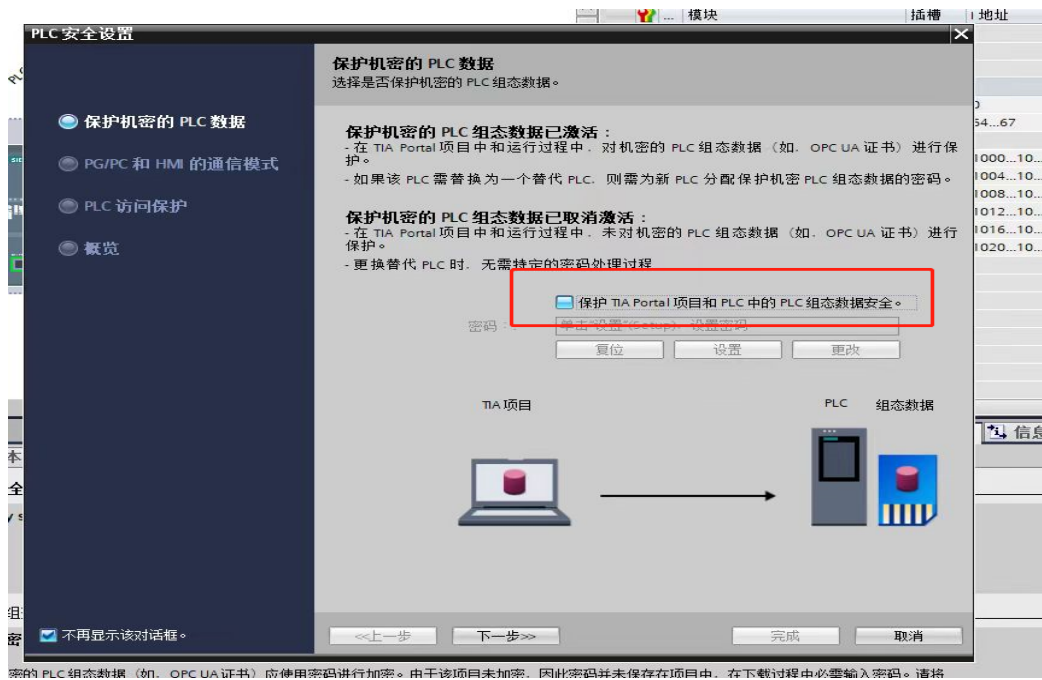 ... 模块 插槽 I 地址
PLC 安全设置
保护机密的 PLC 数据
选择是否保护机密的 PLC 组态数据。
保护机密的 PLC 数据
PG/PC 和 HMI 的通信模式
PLC 访问保护
概览
保护机密的 PLC 组态数据已激活：
- 在 TIA Portal 项目中和运行过程中，对机密的 PLC 组态数据（如，OPC UA 证书）进行保
护。
- 如果该 PLC 需替换为一个替代 PLC，则需为新 PLC 分配保护机密 PLC 组态数据的密码。
保护机密的 PLC 组态数据已取消激活：
- 在 TIA Portal 项目中和运行过程中，未对机密的 PLC 组态数据（如，OPC UA 证书）进行
保护。
- 更换替代 PLC 时，无需特定的密码处理过程
保护 TIA Portal 项目和 PLC 中的 PLC 组态数据安全。
密码： 单击“设置”(Setup)，设置密码
复位 设置 更改
TIA 项目 PLC 组态数据
54...67
1000...10...
1004...10...
1008...10...
1012...10...
1016...10...
1020...10...
信息
不再显示该对话框。
<<上一步 下一步>> 完成 取消
密的 PLC 组态数据（如，OPC UA 证书）应使用密码进行加密。由于该项目未加密，因此密码并未保存在项目中，在下载过程中必需输入密码。请将